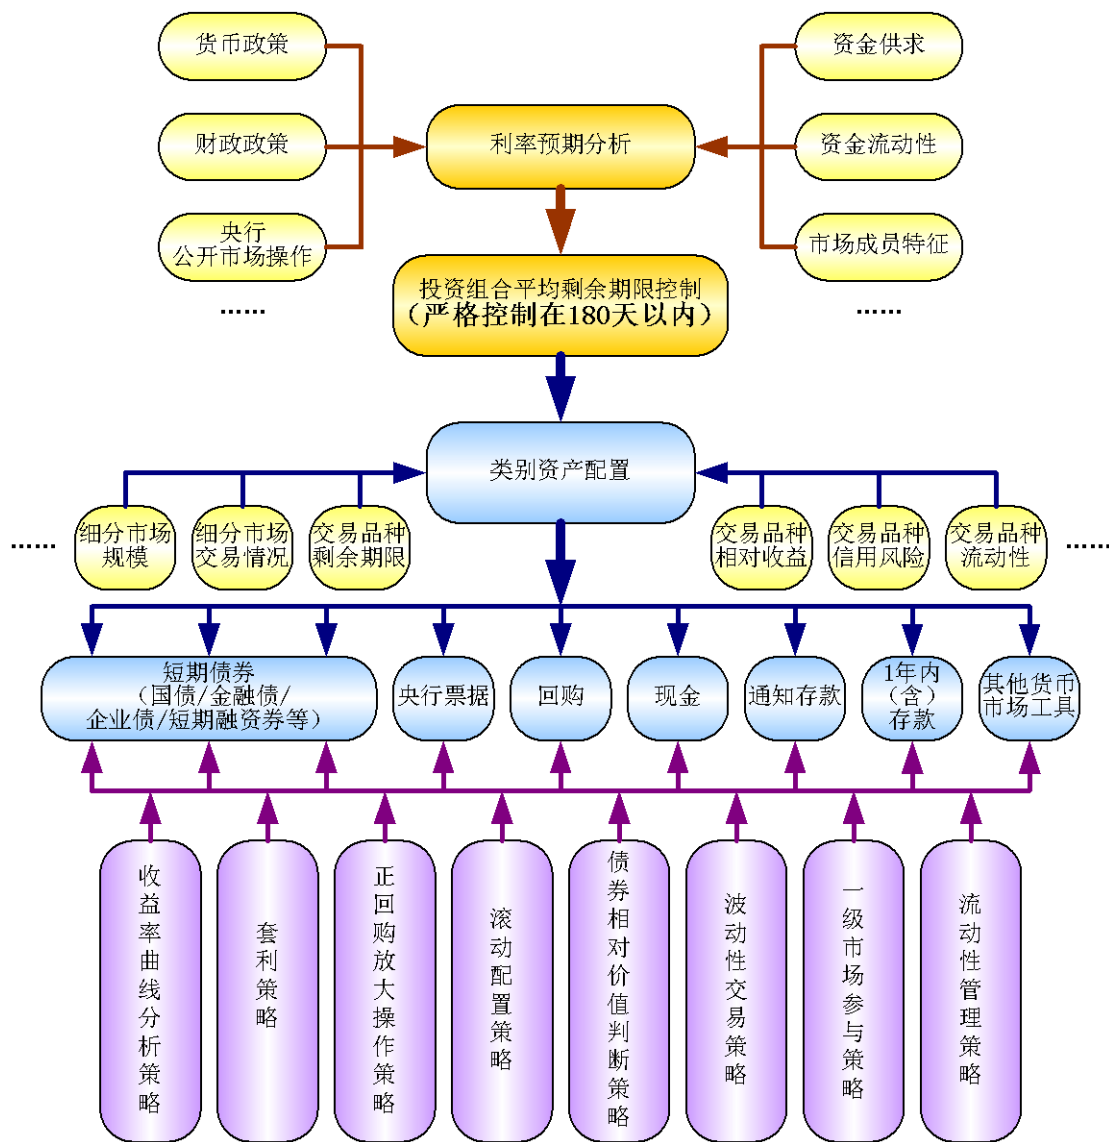 货币政策
资金供求
财政政策
利率预期分析
资金流动性
央行
公开市场操作
市场成员特征
……
投资组合平均剩余期限控制
（严格控制在180天以内）
……
类别资产配置
……
细分市场
规模
细分市场
交易情况
交易品种
剩余期限
交易品种
相对收益
交易品种
信用风险
交易品种
流动性
……
短期债券
（国债/金融债/
企业债/短期融资券等）
央行票据
回购
现金
通知存款
1年内
（含）
存款
其他货币
市场工具
收益率曲线分析策略
套利策略
正回购放大操作策略
滚动配置策略
债券相对价值判断策略
波动性交易策略
一级市场参与策略
流动性管理策略